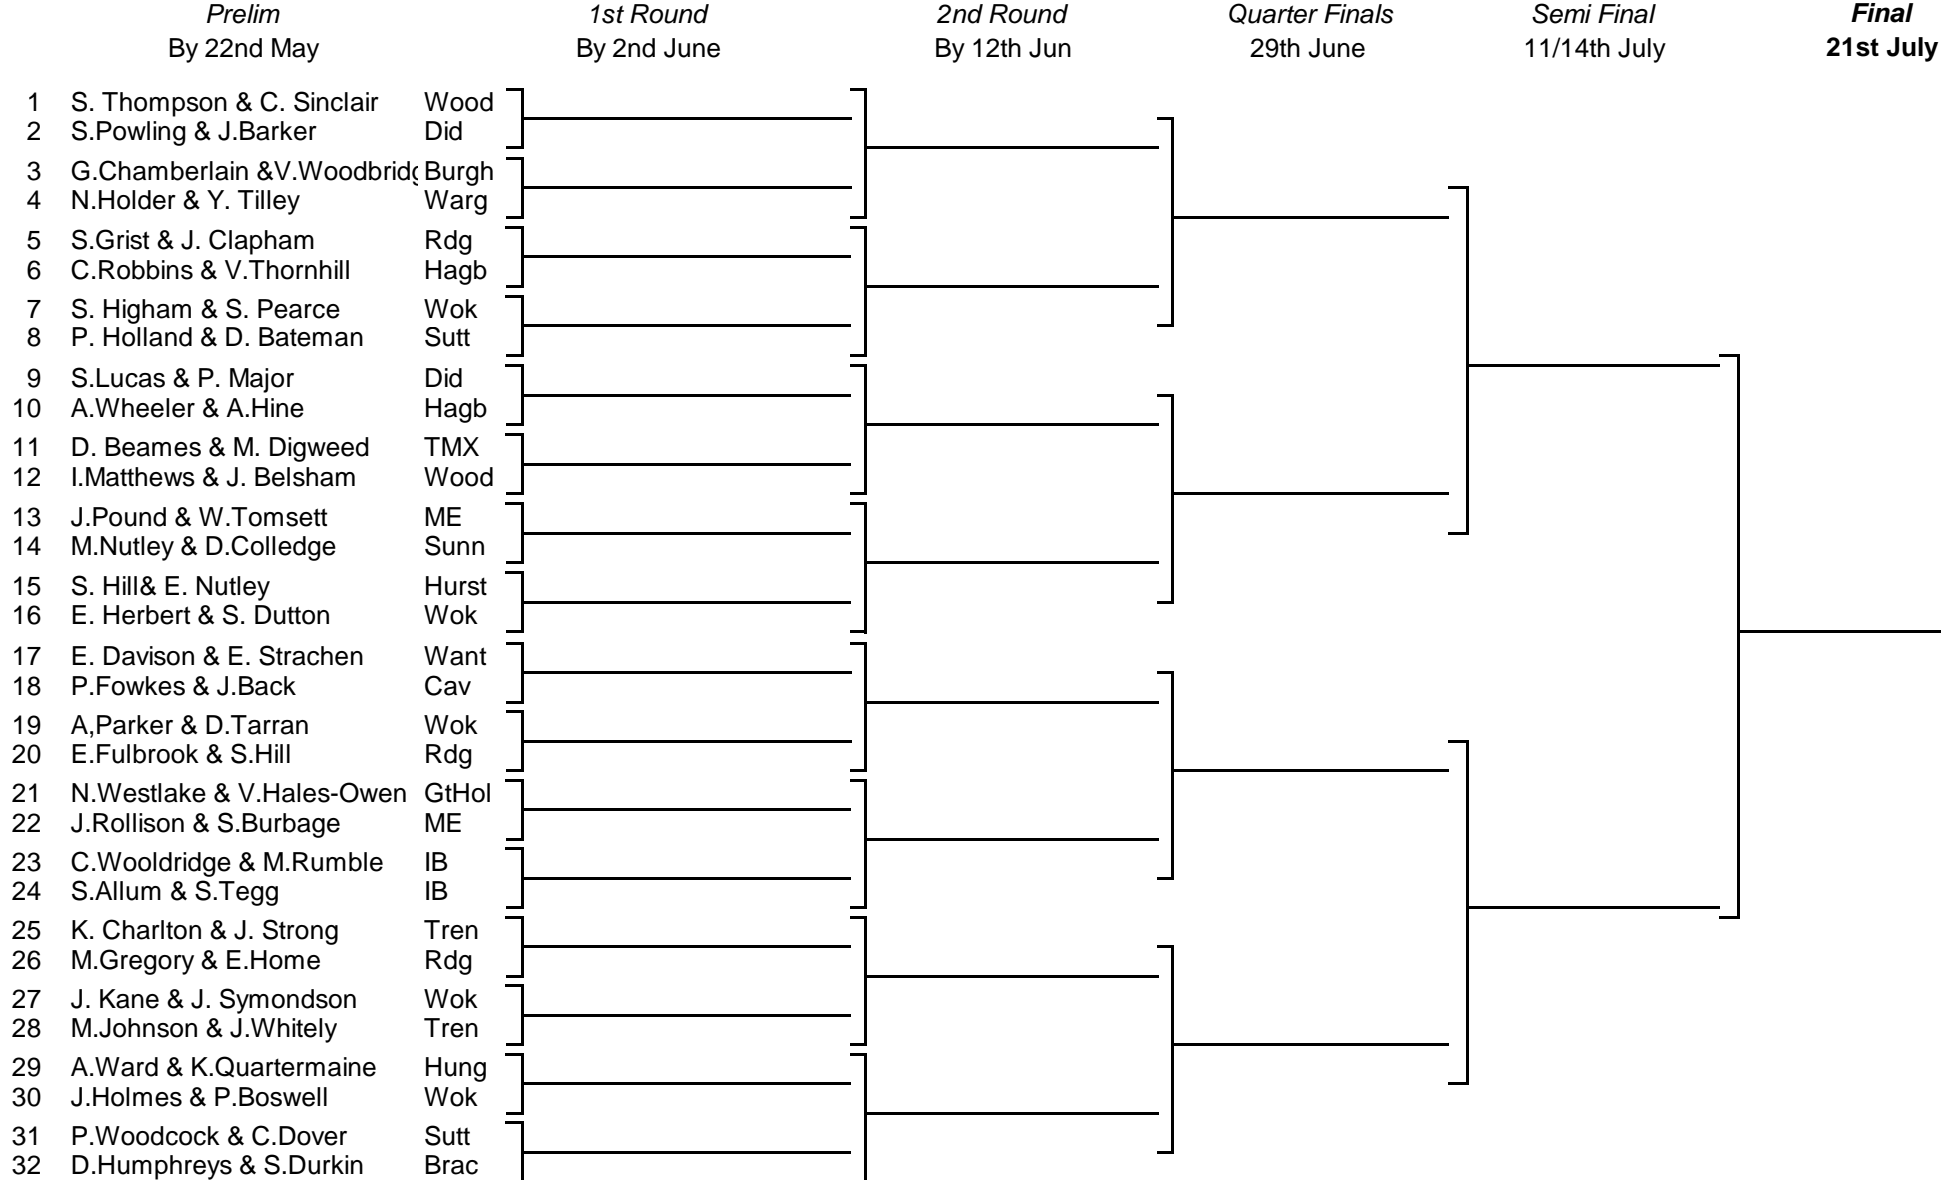 Prelim 1st Round 2nd Round Quarter Finals Semi Final Final
By 22nd May By 2nd June By 12th Jun 29th June 11/14th July 21st July
1 S. Thompson & C. Sinclair Wood
2 S.Powling & J.Barker Did
3 G.Chamberlain &V.Woodbridg Burgh
4 N.Holder & Y. Tilley Warg
5 S.Grist & J. Clapham Rdg
6 C.Robbins & V.Thornhill Hagb
7 S. Higham & S. Pearce Wok
8 P. Holland & D. Bateman Sutt
9 S.Lucas & P. Major Did
10 A.Wheeler & A.Hine Hagb
11 D. Beames & M. Digweed TMX
12 I.Matthews & J. Belsham Wood
13 J.Pound & W.Tomsett ME
14 M.Nutley & D.Colledge Sunn
15 S. Hill& E. Nutley Hurst
16 E. Herbert & S. Dutton Wok
17 E. Davison & E. Strachen Want
18 P.Fowkes & J.Back Cav
19 A,Parker & D.Tarran Wok
20 E.Fulbrook & S.Hill Rdg
21 N.Westlake & V.Hales-Owen GtHol
22 J.Rollison & S.Burbage ME
23 C.Wooldridge & M.Rumble IB
24 S.Allum & S.Tegg IB
25 K. Charlton & J. Strong Tren
26 M.Gregory & E.Home Rdg
27 J. Kane & J. Symondson Wok
28 M.Johnson & J.Whitely Tren
29 A.Ward & K.Quartermaine Hung
30 J.Holmes & P.Boswell Wok
31 P.Woodcock & C.Dover Sutt
32 D.Humphreys & S.Durkin Brac